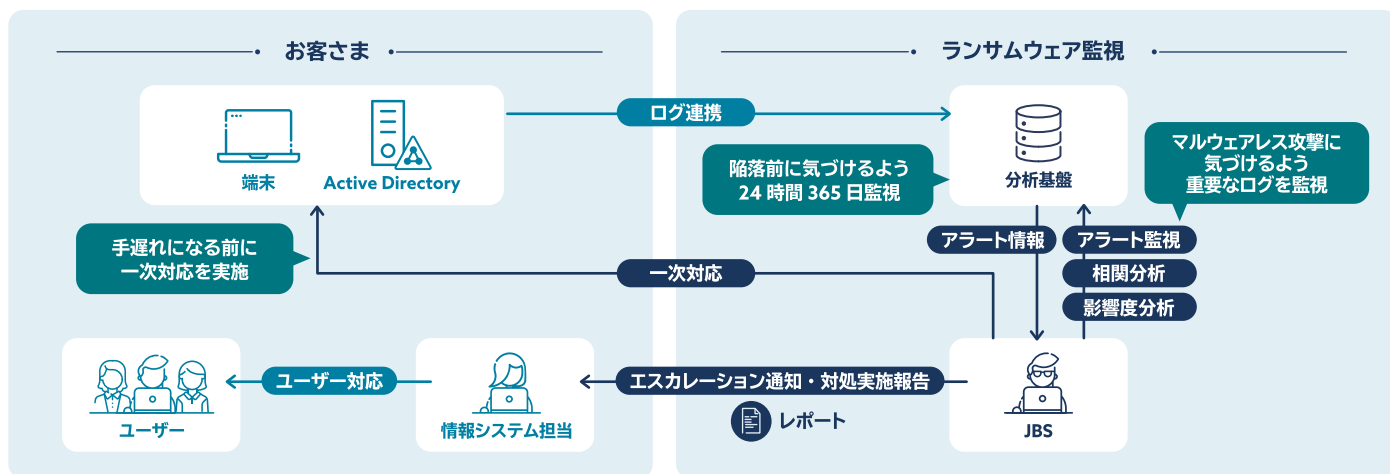 お客さま
ランサムウェア監視
端末
Active Directory
ログ連携
分析基盤
陥落前に気づけるよう
24 時間 365 日監視
マルウェアレス攻撃に
気づけるよう
重要なログを監視
手遅れになる前に
一次対応を実施
一次対応
アラート情報
アラート監視
相関分析
影響度分析
ユーザー
ユーザー対応
情報システム担当
エスカレーション通知・対処実施報告
レポート
JBS